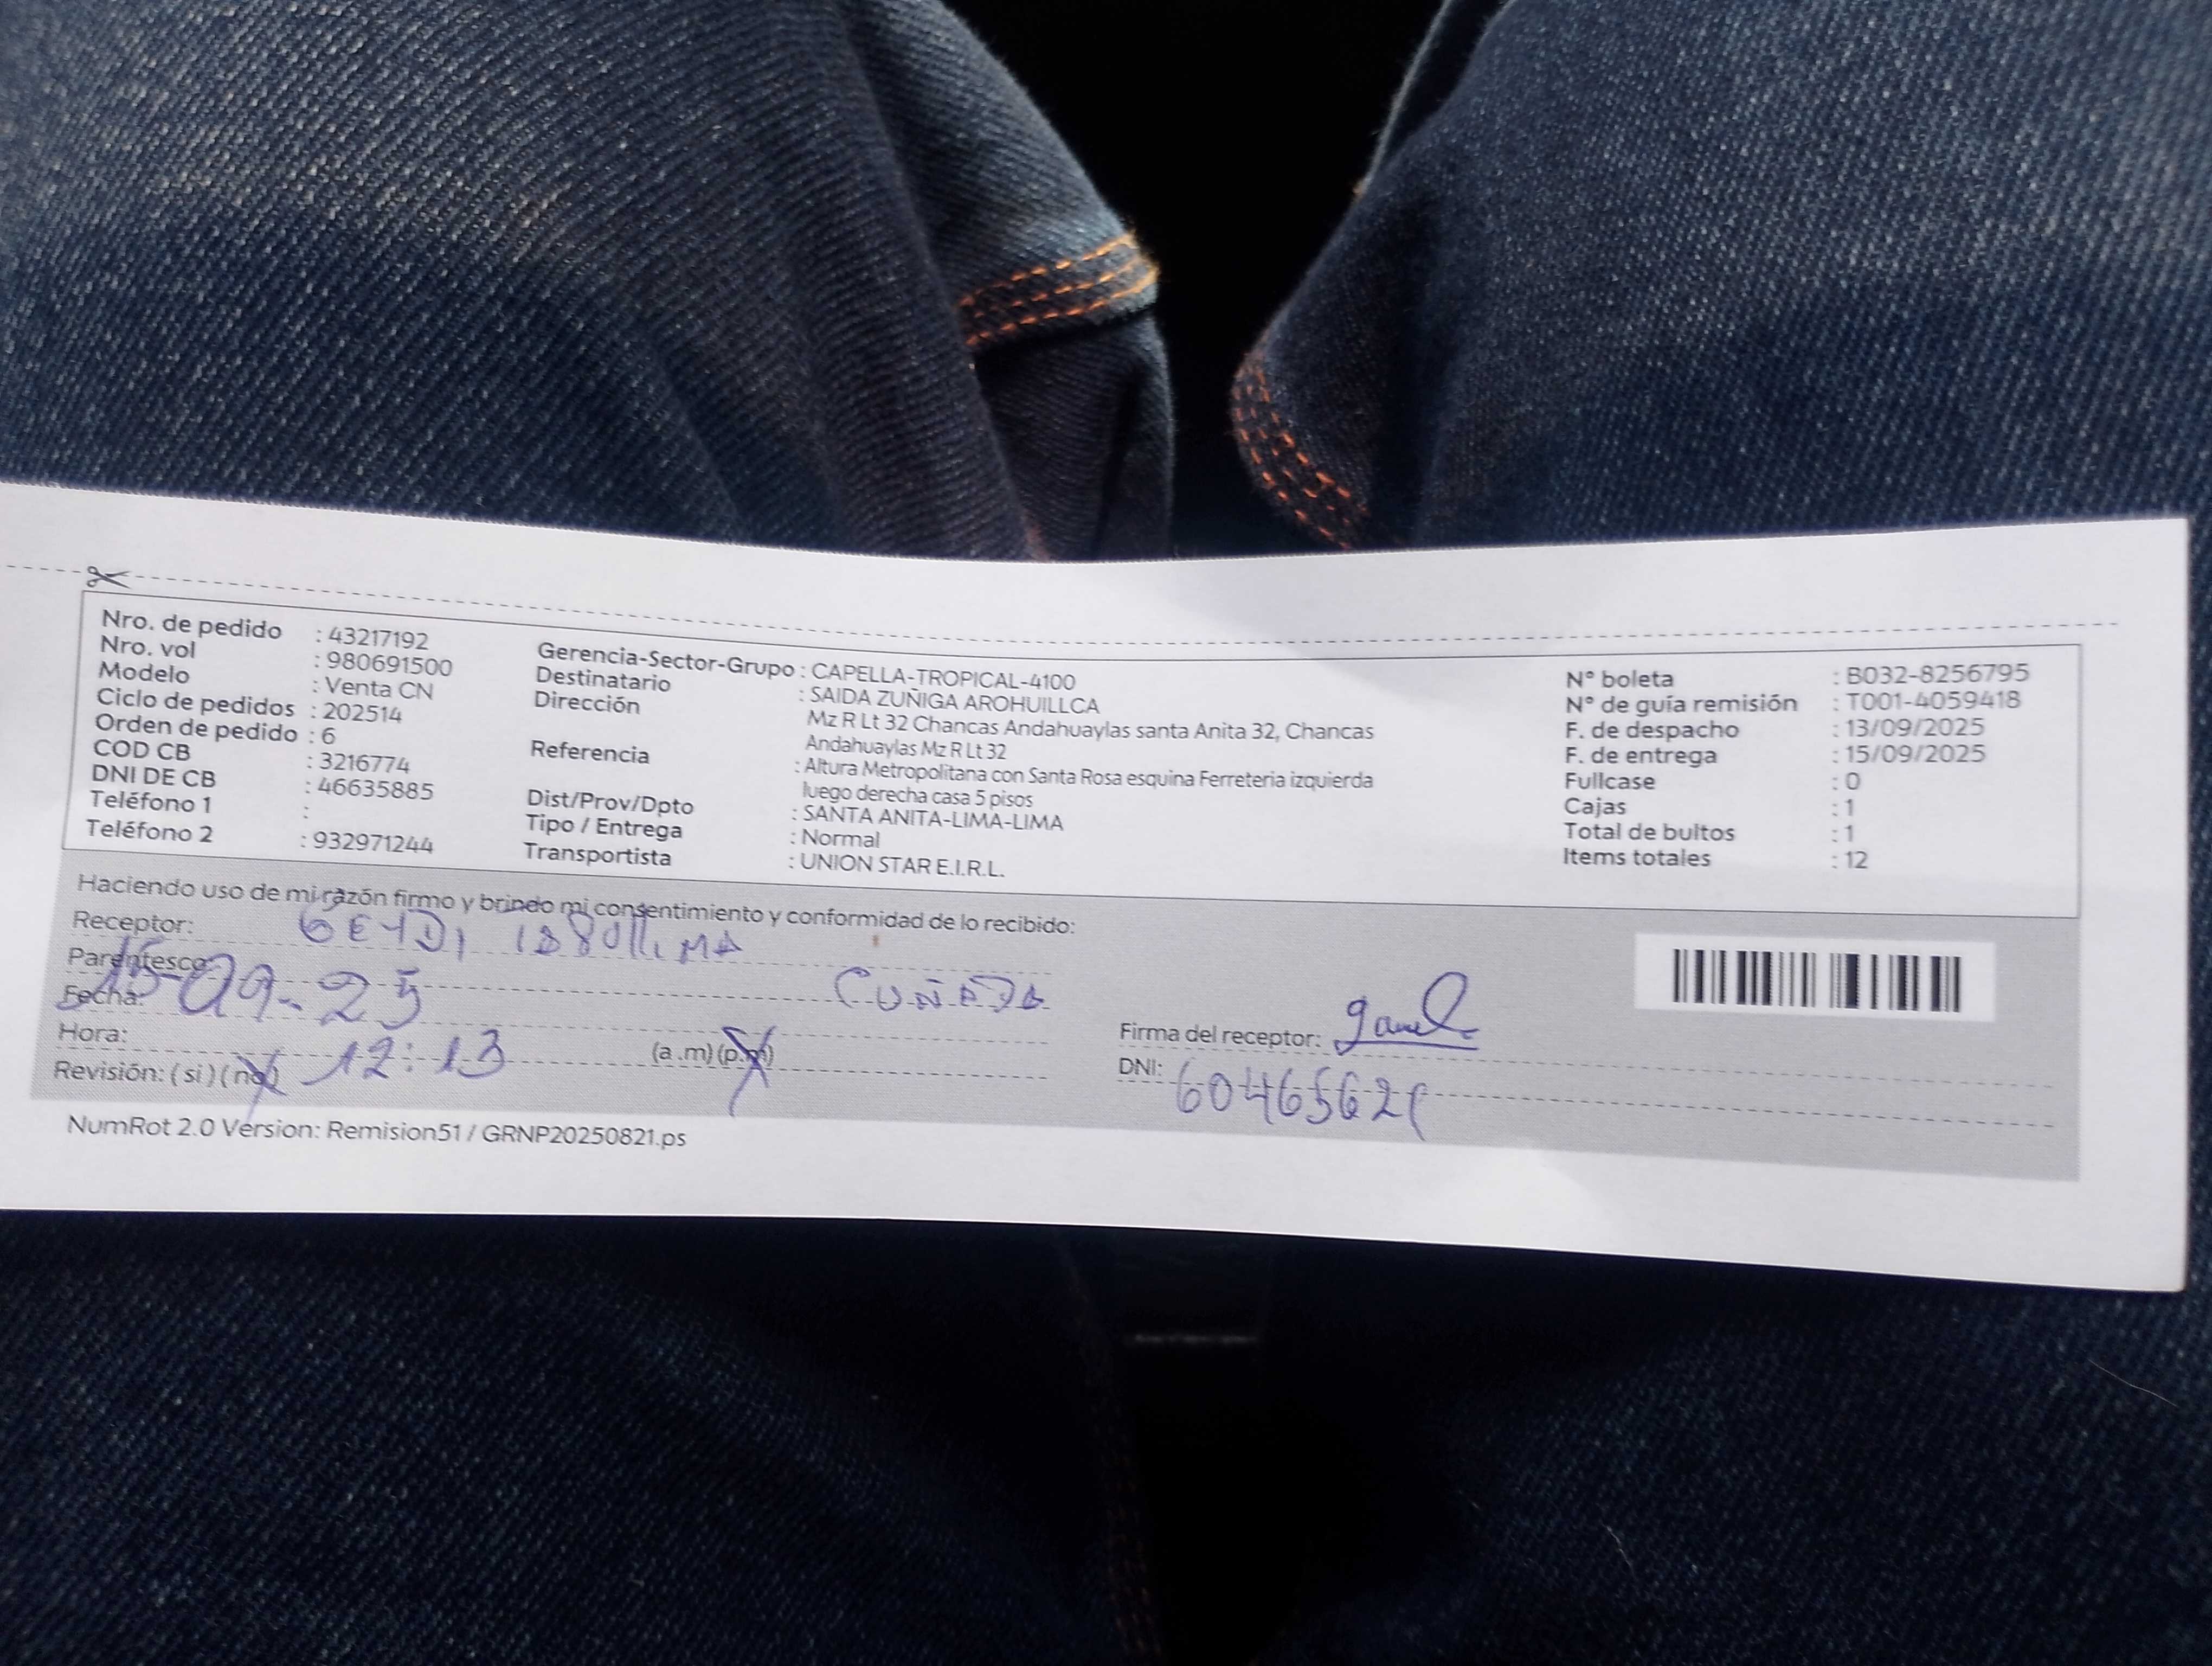 Nro. de pedido : 43217192
Nro. vol : 980691500
Modelo : Venta CN
Ciclo de pedidos : 202514
Orden de pedido : 6
COD CB : 3216774
DNI DE CB : 46635885
Teléfono 1 :
Teléfono 2 : 932971244
Gerencia-Sector-Grupo : CAPELLA-TROPICAL-4100
Destinatario : SAIDA ZUÑIGA AROHUILLCA
Dirección Mz R Lt 32 Chancas Andahuaylas santa Anita 32, Chancas
Andahuaylas Mz R Lt 32
Referencia : Altura Metropolitana con Santa Rosa esquina Ferreteria izquierda
luego derecha casa 5 pisos
Dist/Prov/Dpto : SANTA ANITA-LIMA-LIMA
Tipo / Entrega : Normal
Transportista : UNION STAR E.I.R.L.
N° boleta : B032-8256795
N° de guía remisión : T001-4059418
F. de despacho : 13/09/2025
F. de entrega : 15/09/2025
Fullcase : 0
Cajas : 1
Total de bultos : 1
Items totales : 12
Haciendo uso de mi razón firmo y brindo mi consentimiento y conformidad de lo recibido:
Receptor:
Parentesco: CUÑADA
Fecha: 15-09-25
Hora: 12:13 (a.m) (p.m)
Revisión: (si) (no)
Firma del receptor:
DNI: 60465621
NumRot 2.0 Version: Remision51 / GRNP20250821.ps